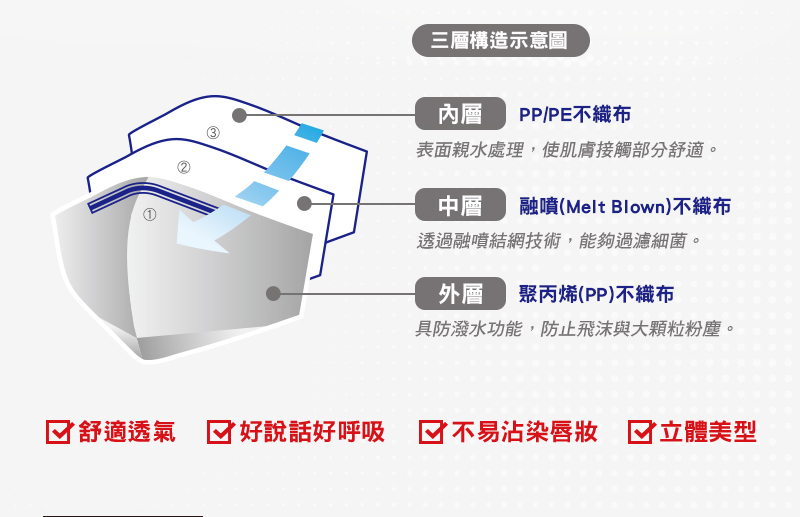 三層構造示意圖
內層 PP/PE不織布
表面親水處理，使肌膚接觸部分舒適。
③
②
中層 融噴(Melt Blown)不織布
①
透過融噴結網技術，能夠過濾細菌。
外層 聚丙烯(PP)不織布
具防潑水功能，防止飛沫與大顆粒粉塵。
舒適透氣 好說話好呼吸 不易沾染唇妝 立體美型